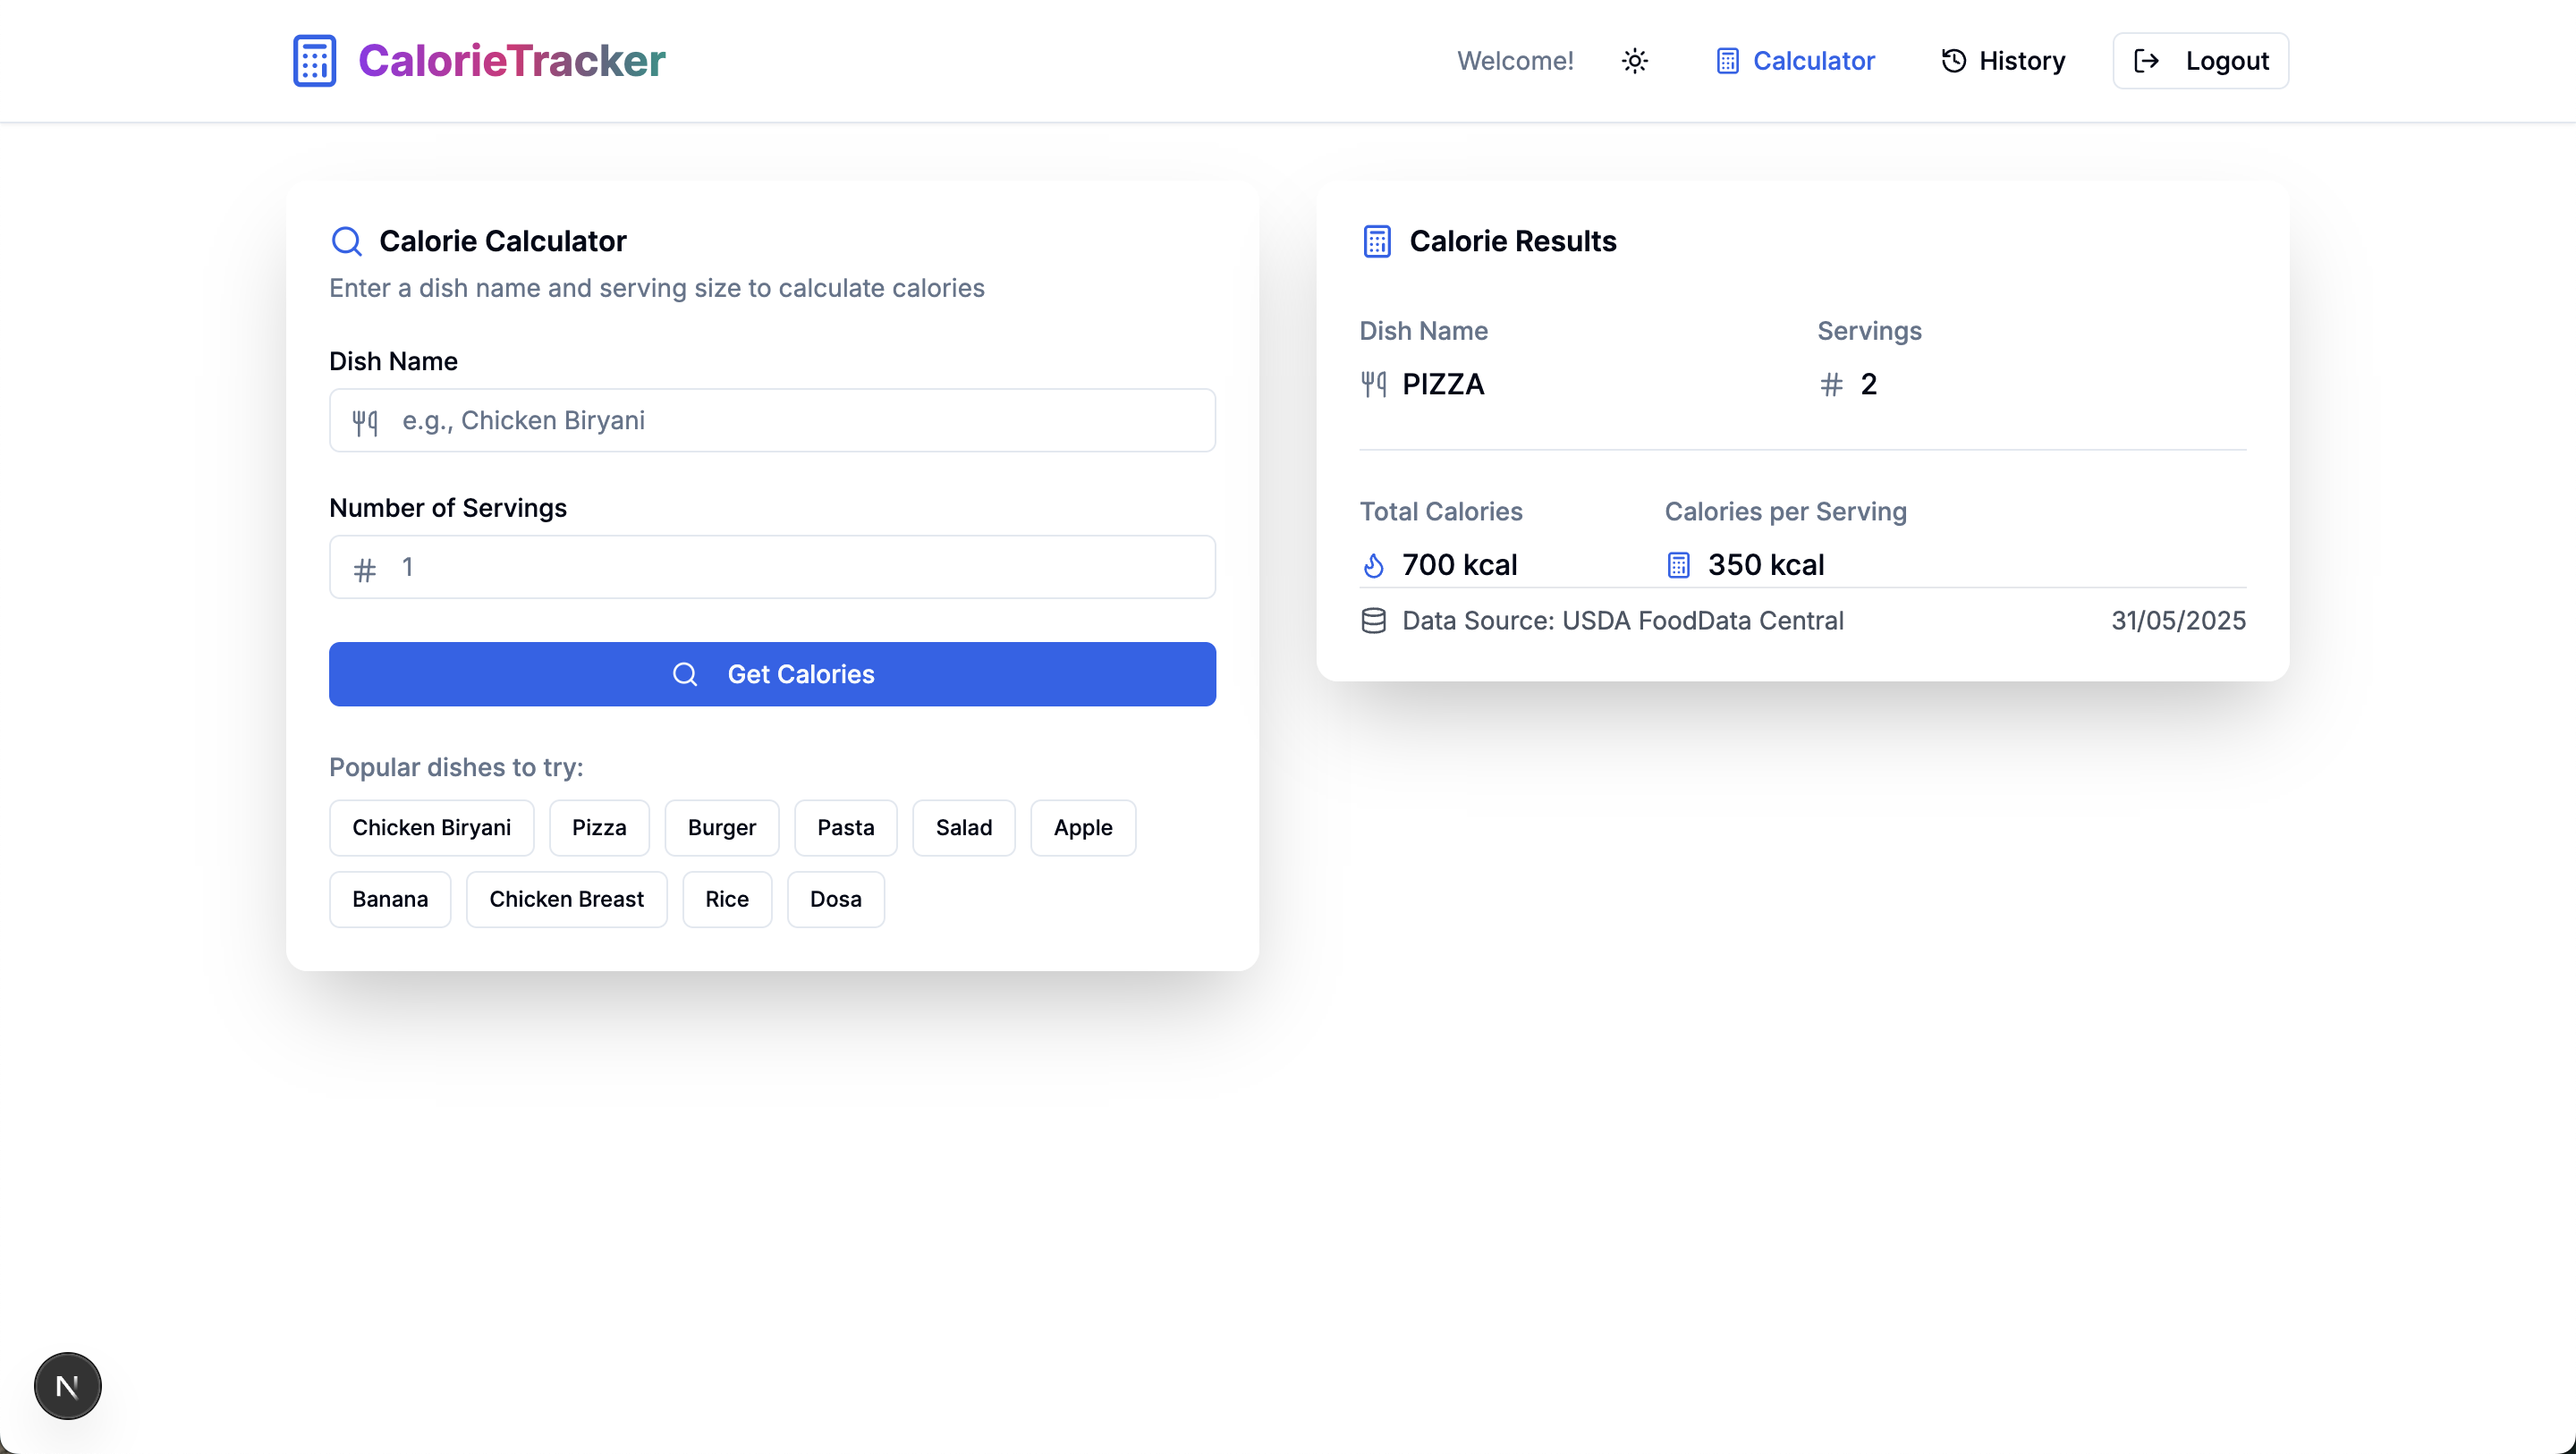 CalorieTracker
Welcome!
Calculator
History
Logout
Calorie Calculator
Enter a dish name and serving size to calculate calories
Dish Name
e.g., Chicken Biryani
Number of Servings
# 1
Get Calories
Popular dishes to try:
Chicken Biryani
Pizza
Burger
Pasta
Salad
Apple
Banana
Chicken Breast
Rice
Dosa
Calorie Results
Dish Name
Servings
PIZZA
# 2
Total Calories
Calories per Serving
700 kcal
350 kcal
Data Source: USDA FoodData Central
31/05/2025
N